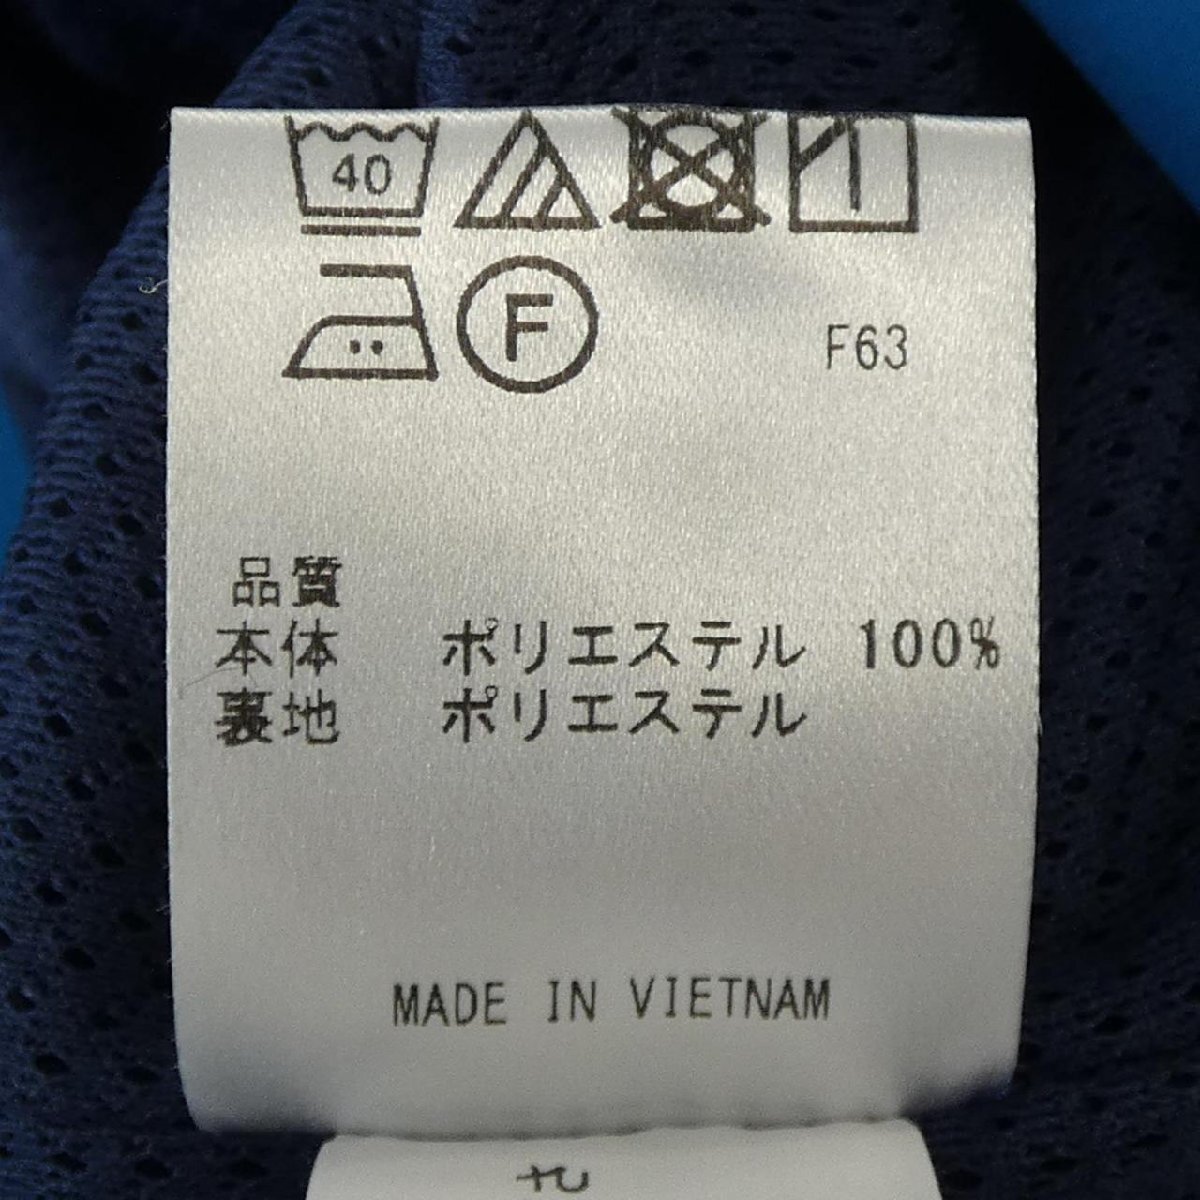 40
F F63
品質
本体 ポリエステル 100%
裏地 ポリエステル
MADE IN VIETNAM